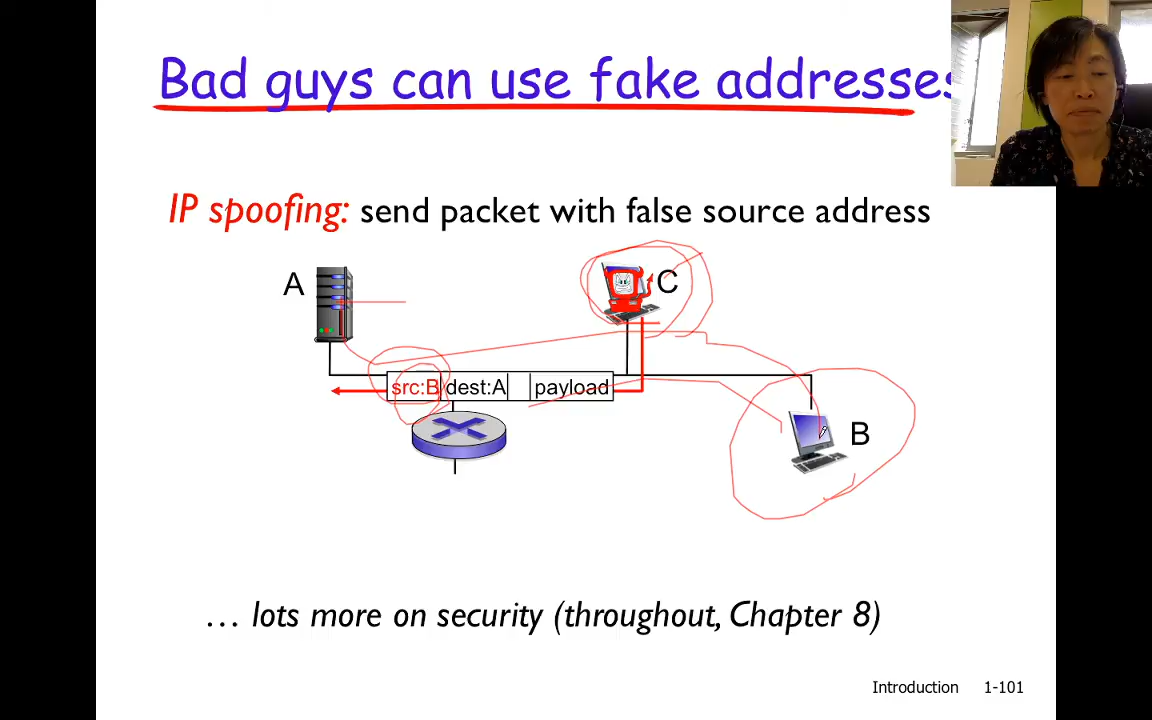 Bad guys can use fake addresses
IP spoofing: send packet with false source address
A
C
src:B dest:A payload
B
… lots more on security (throughout, Chapter 8)
Introduction 1-101